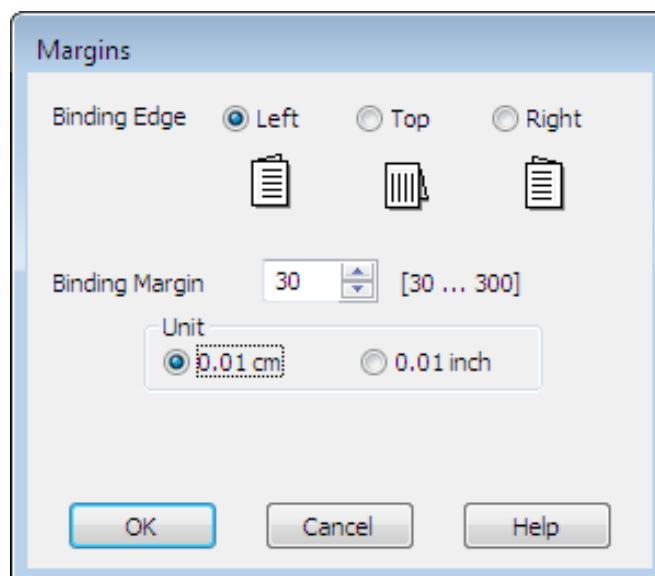 Margins
Binding Edge Left Top Right
Binding Margin 30 [30 ... 300]
Unit
0.01 cm 0.01 inch
OK Cancel Help